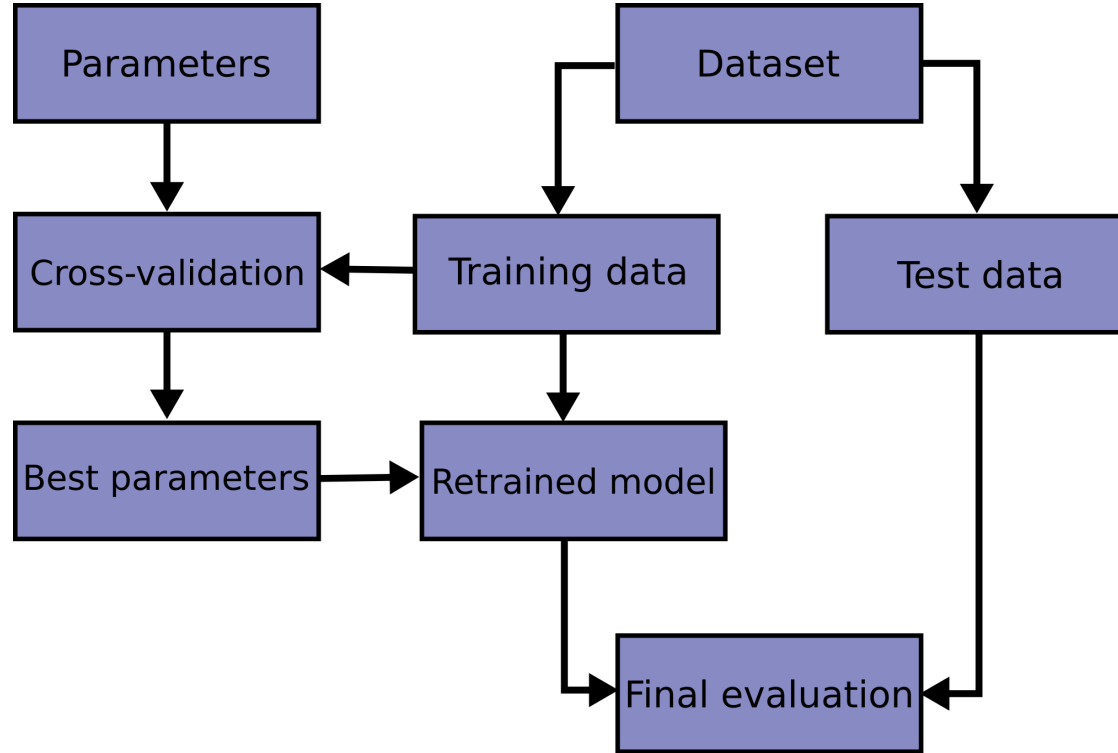 Parameters
Dataset
Cross-validation
Training data
Test data
Best parameters
Retrained model
Final evaluation